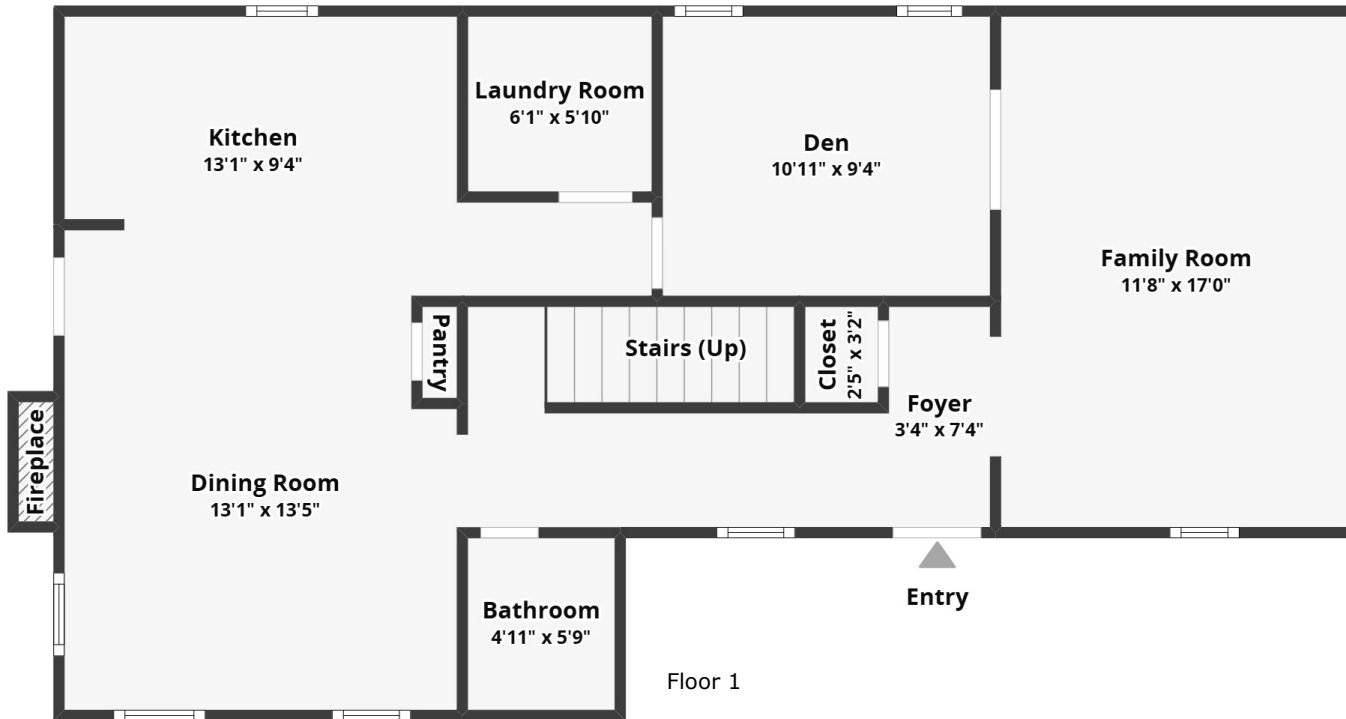 Laundry Room
6'1" x 5'10"
Kitchen
13'1" x 9'4"
Den
10'11" x 9'4"
Family Room
11'8" x 17'0"
Pantry
Stairs (Up)
Closet
2'5" x 3'2"
Foyer
3'4" x 7'4"
Fireplace
Dining Room
13'1" x 13'5"
Entry
Bathroom
4'11" x 5'9"
Floor 1